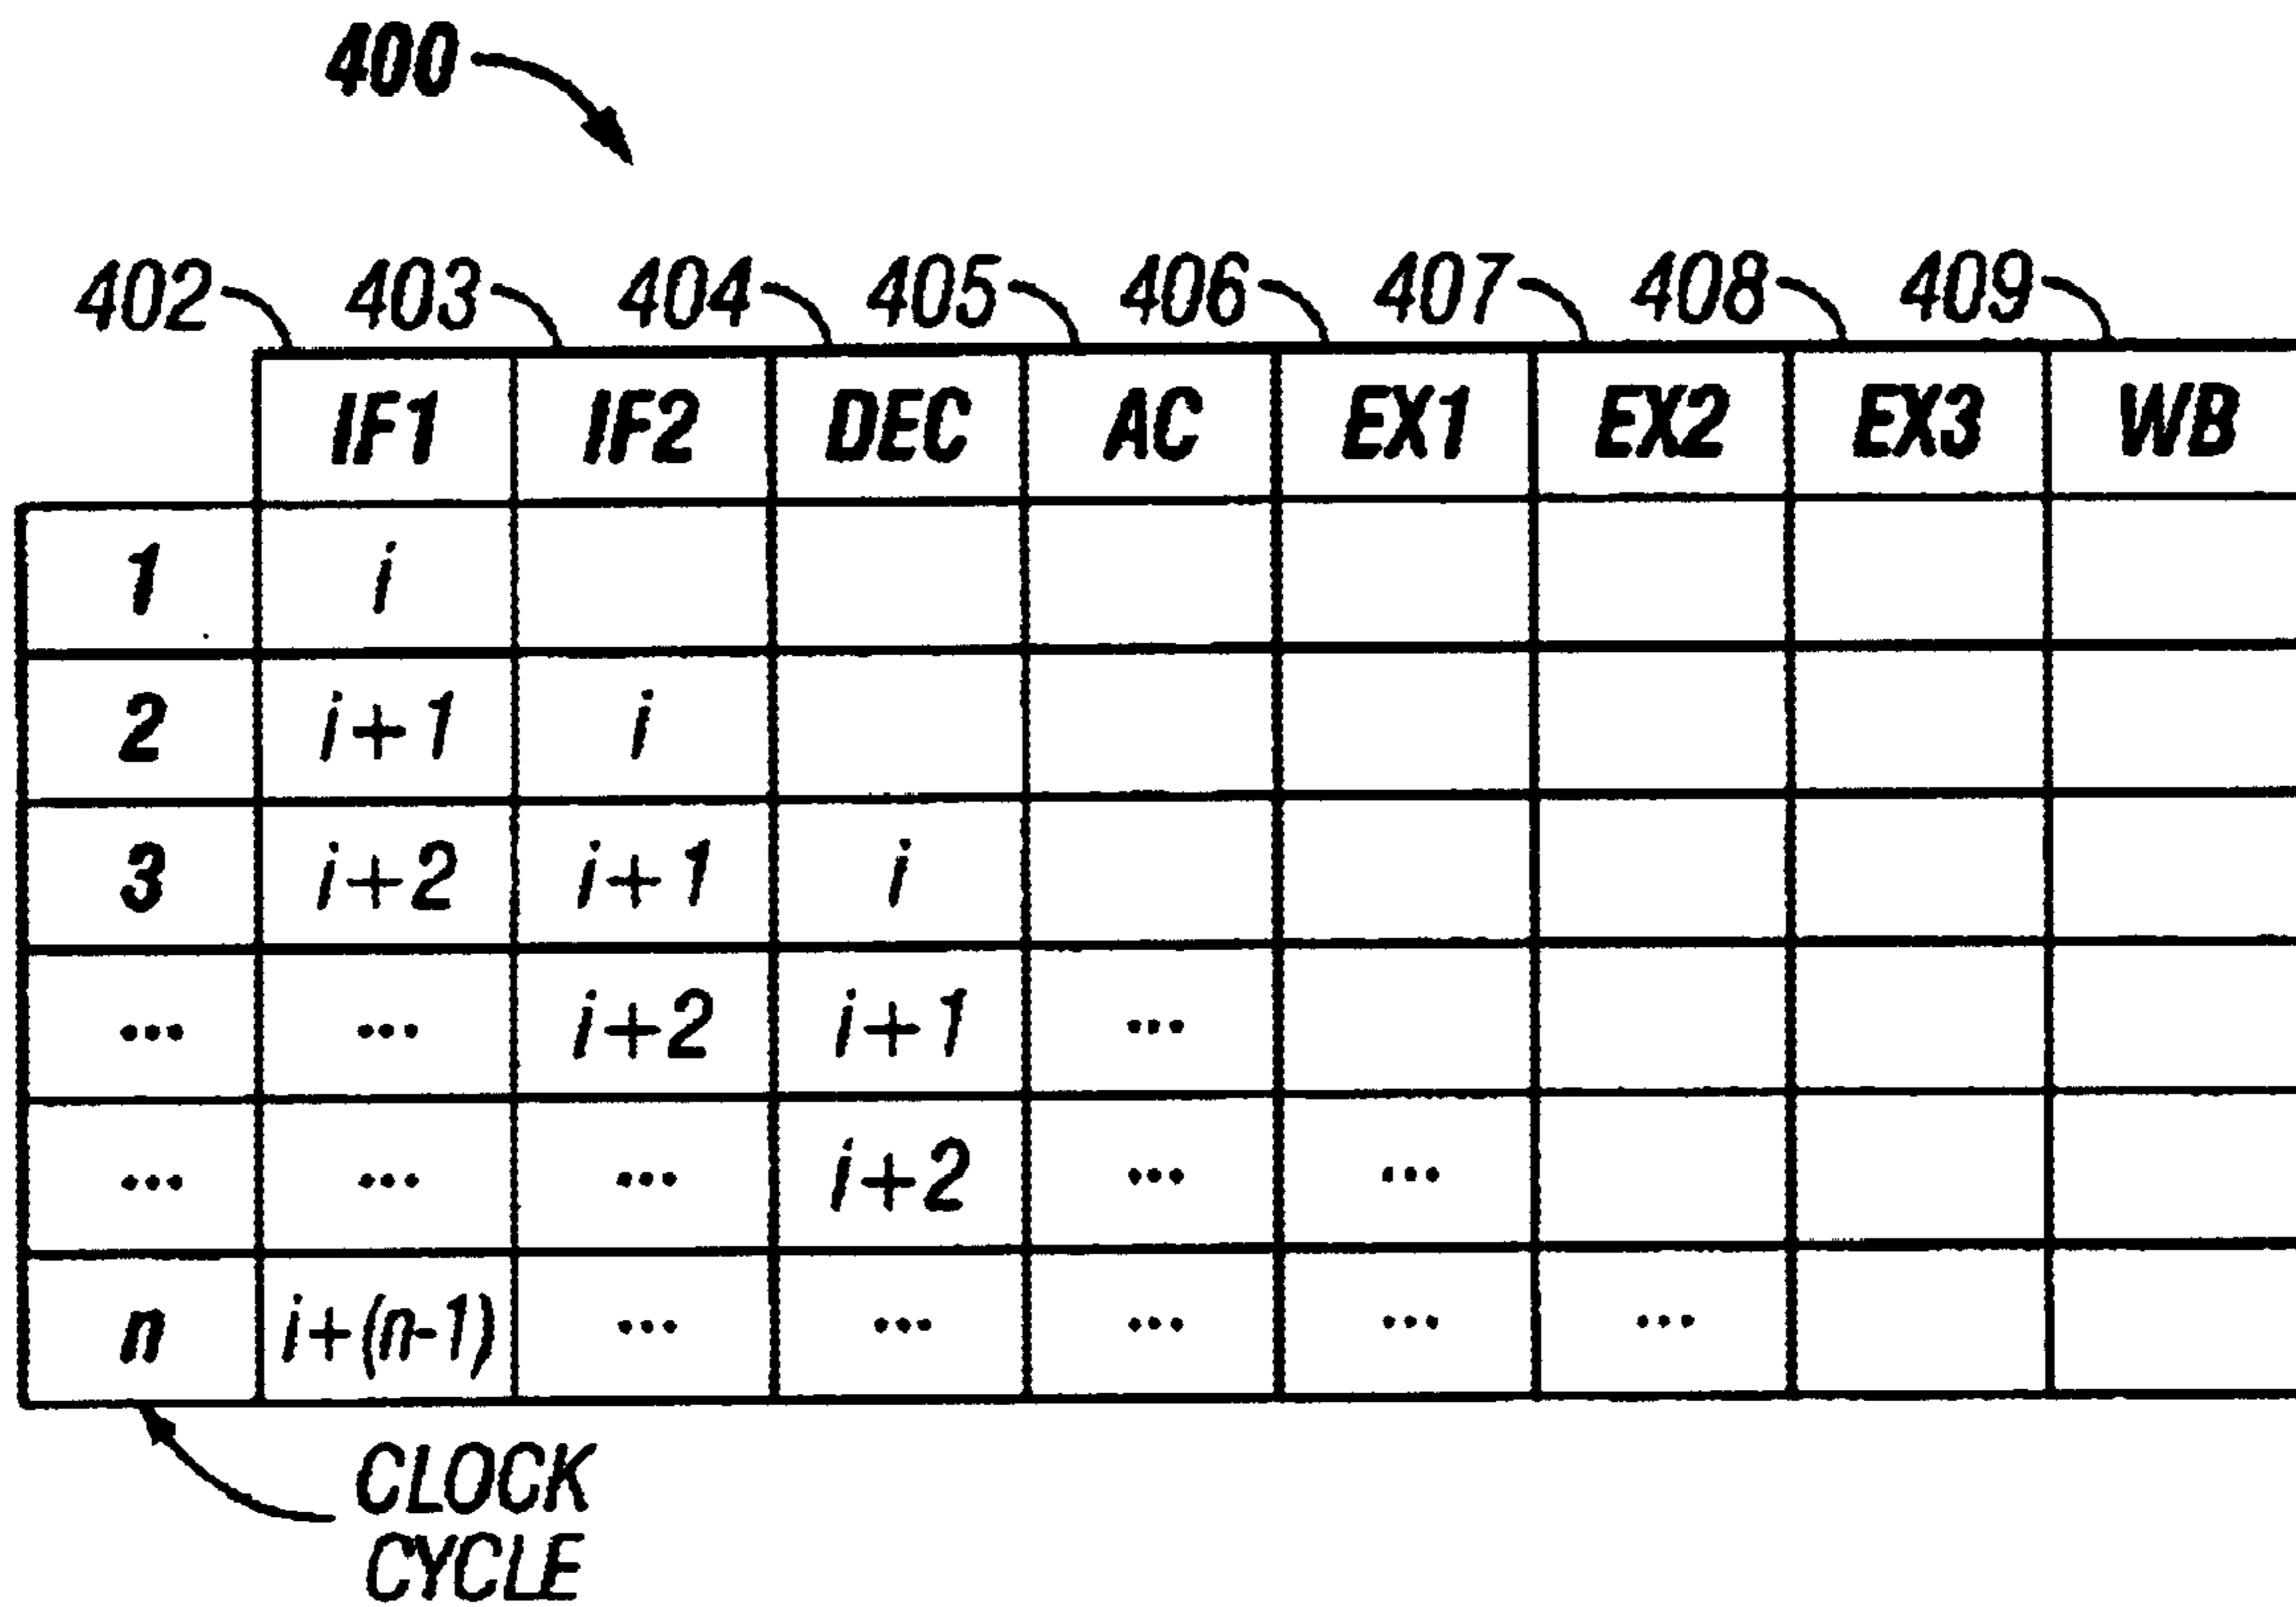 400
402 403 404 405 406 407 408 409
IF1 IF2 DEC AC EX1 EX2 EX3 WB
1 i
2 i+1 i
3 i+2 i+1 i
... ... i+2 i+1 ...
... ... ... i+2 ... ...
n i+(n-1) ... ... ... ... ...
CLOCK
CYCLE